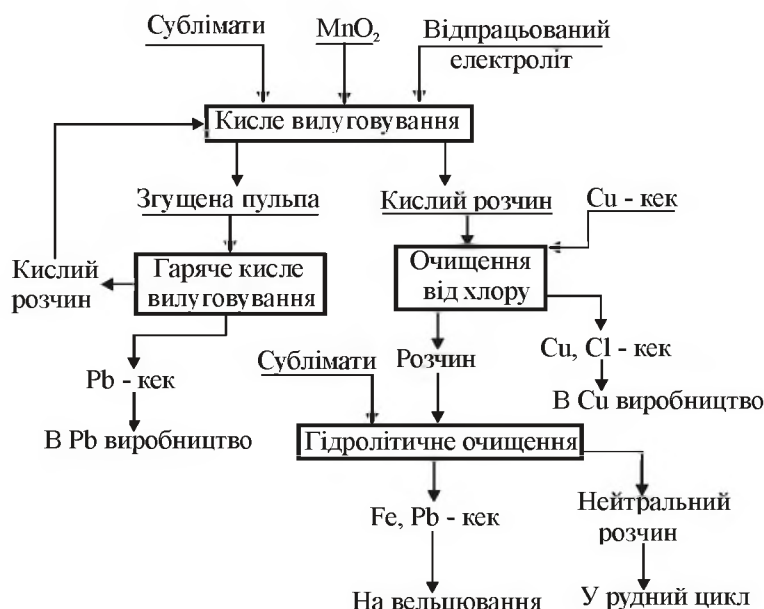 Сублімати
MnO₂
Відпрацьований
електроліт
Кисле вилуговування
Згущена пульпа
Кислий розчин
Cu - кек
Кислий
розчин
Гаряче кисле
вилуговування
Очищення
від хлору
Pb - кек
Сублімати
Розчин
Cu, Cl - кек
В Pb виробництво
В Cu виробництво
Гідролітичне очищення
Fe, Pb - кек
Нейтральний
розчин
На вельцювання
У рудний цикл